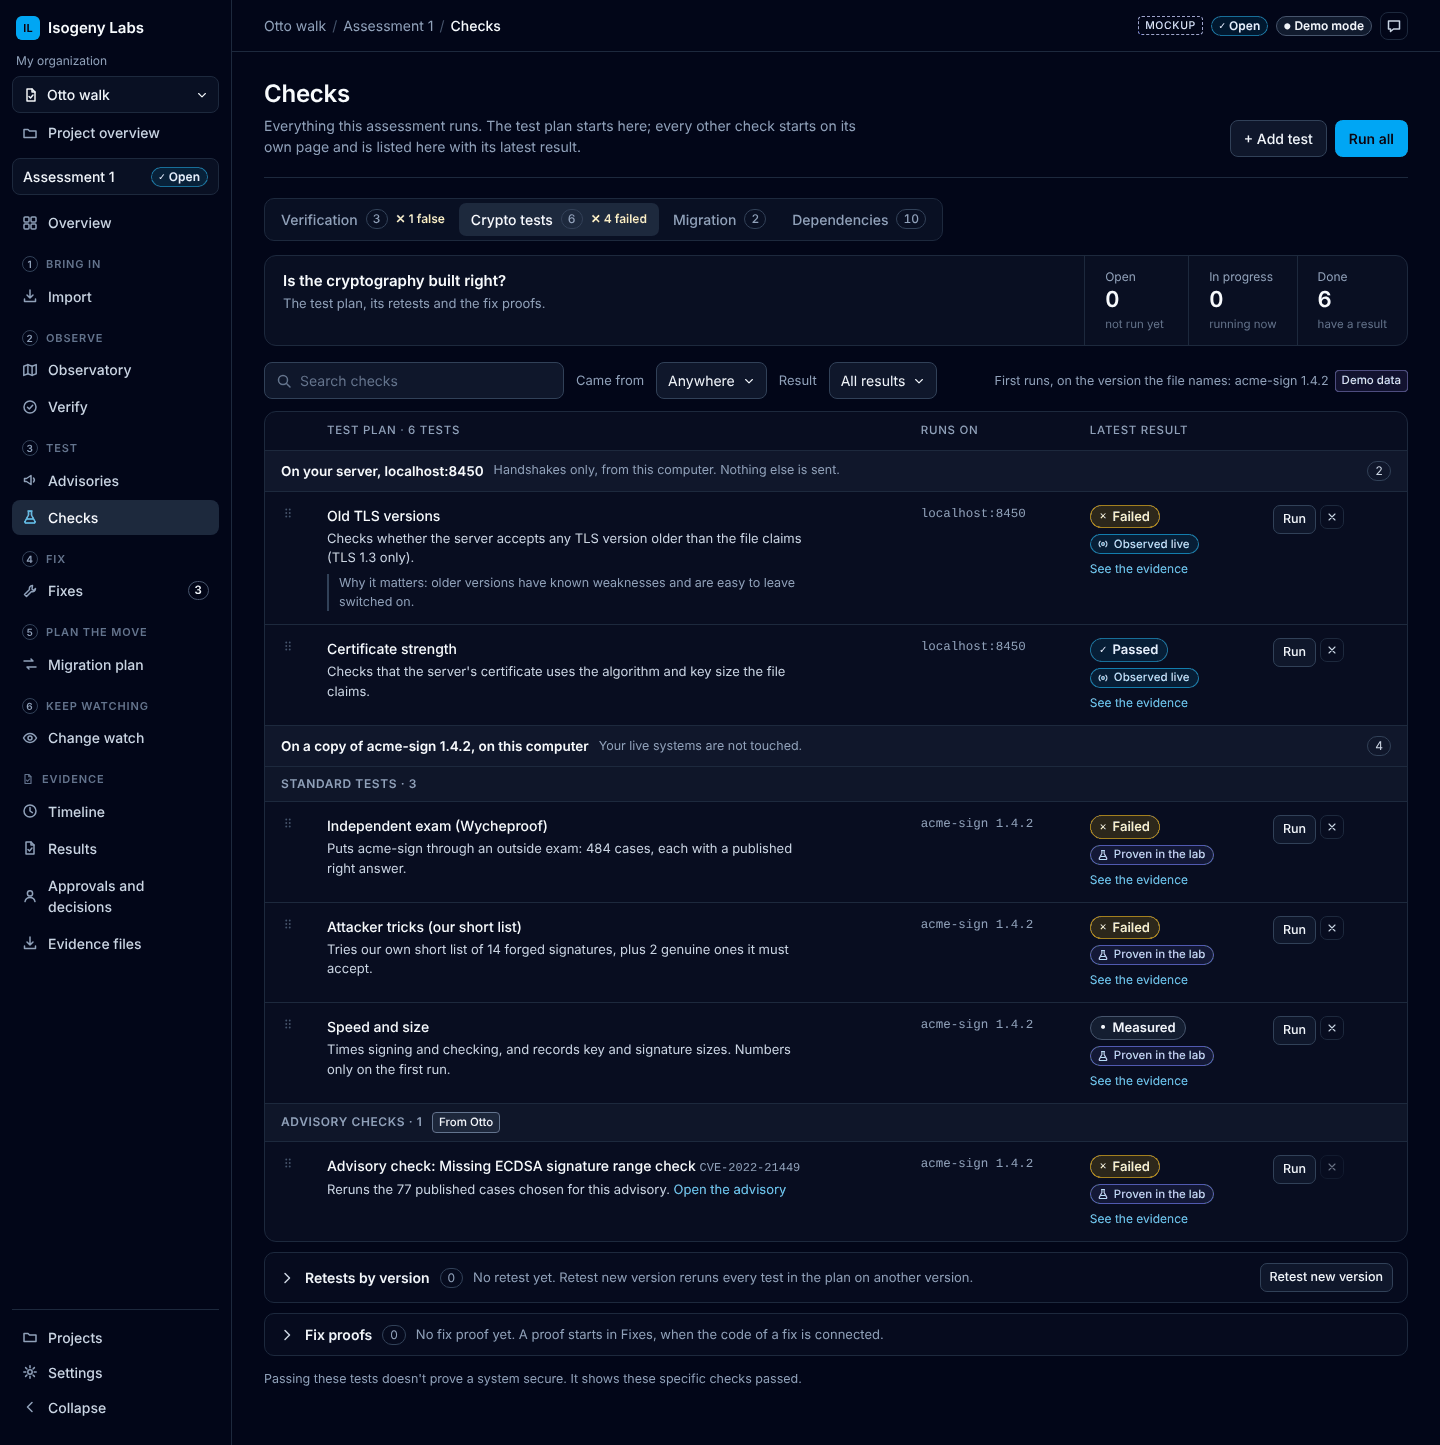 IL Isogeny Labs
My organization
Otto walk
Project overview
Assessment 1 ✓ Open
Overview
1 BRING IN
Import
2 OBSERVE
Observatory
Verify
3 TEST
Advisories
Checks
4 FIX
Fixes 3
5 PLAN THE MOVE
Migration plan
6 KEEP WATCHING
Change watch
EVIDENCE
Timeline
Results
Approvals and
decisions
Evidence files
Projects
Settings
Collapse
Otto walk / Assessment 1 / Checks
MOCKUP ✓ Open ● Demo mode
Checks
Everything this assessment runs. The test plan starts here; every other check starts on its
own page and is listed here with its latest result.
+ Add test Run all
Verification 3 ✕ 1 false Crypto tests 6 ✕ 4 failed Migration 2 Dependencies 10
Is the cryptography built right?
The test plan, its retests and the fix proofs.
Open
0
not run yet
In progress
0
running now
Done
6
have a result
Search checks Came from Anywhere Result All results First runs, on the version the file names: acme-sign 1.4.2 Demo data
TEST PLAN · 6 TESTS RUNS ON LATEST RESULT
On your server, localhost:8450 Handshakes only, from this computer. Nothing else is sent. 2
Old TLS versions localhost:8450 ✕ Failed Run ✕
Checks whether the server accepts any TLS version older than the file claims
(TLS 1.3 only).
Observed live
Why it matters: older versions have known weaknesses and are easy to leave
switched on.
See the evidence
Certificate strength localhost:8450 ✓ Passed Run ✕
Checks that the server's certificate uses the algorithm and key size the file
claims.
Observed live
See the evidence
On a copy of acme-sign 1.4.2, on this computer Your live systems are not touched. 4
STANDARD TESTS · 3
Independent exam (Wycheproof) acme-sign 1.4.2 ✕ Failed Run ✕
Puts acme-sign through an outside exam: 484 cases, each with a published
right answer.
Proven in the lab
See the evidence
Attacker tricks (our short list) acme-sign 1.4.2 ✕ Failed Run ✕
Tries our own short list of 14 forged signatures, plus 2 genuine ones it must
accept.
Proven in the lab
See the evidence
Speed and size acme-sign 1.4.2 • Measured Run ✕
Times signing and checking, and records key and signature sizes. Numbers
only on the first run.
Proven in the lab
See the evidence
ADVISORY CHECKS · 1 From Otto
Advisory check: Missing ECDSA signature range check CVE-2022-21449 acme-sign 1.4.2 ✕ Failed Run ✕
Reruns the 77 published cases chosen for this advisory. Open the advisory
Proven in the lab
See the evidence
Retests by version 0 No retest yet. Retest new version reruns every test in the plan on another version. Retest new version
Fix proofs 0 No fix proof yet. A proof starts in Fixes, when the code of a fix is connected.
Passing these tests doesn't prove a system secure. It shows these specific checks passed.